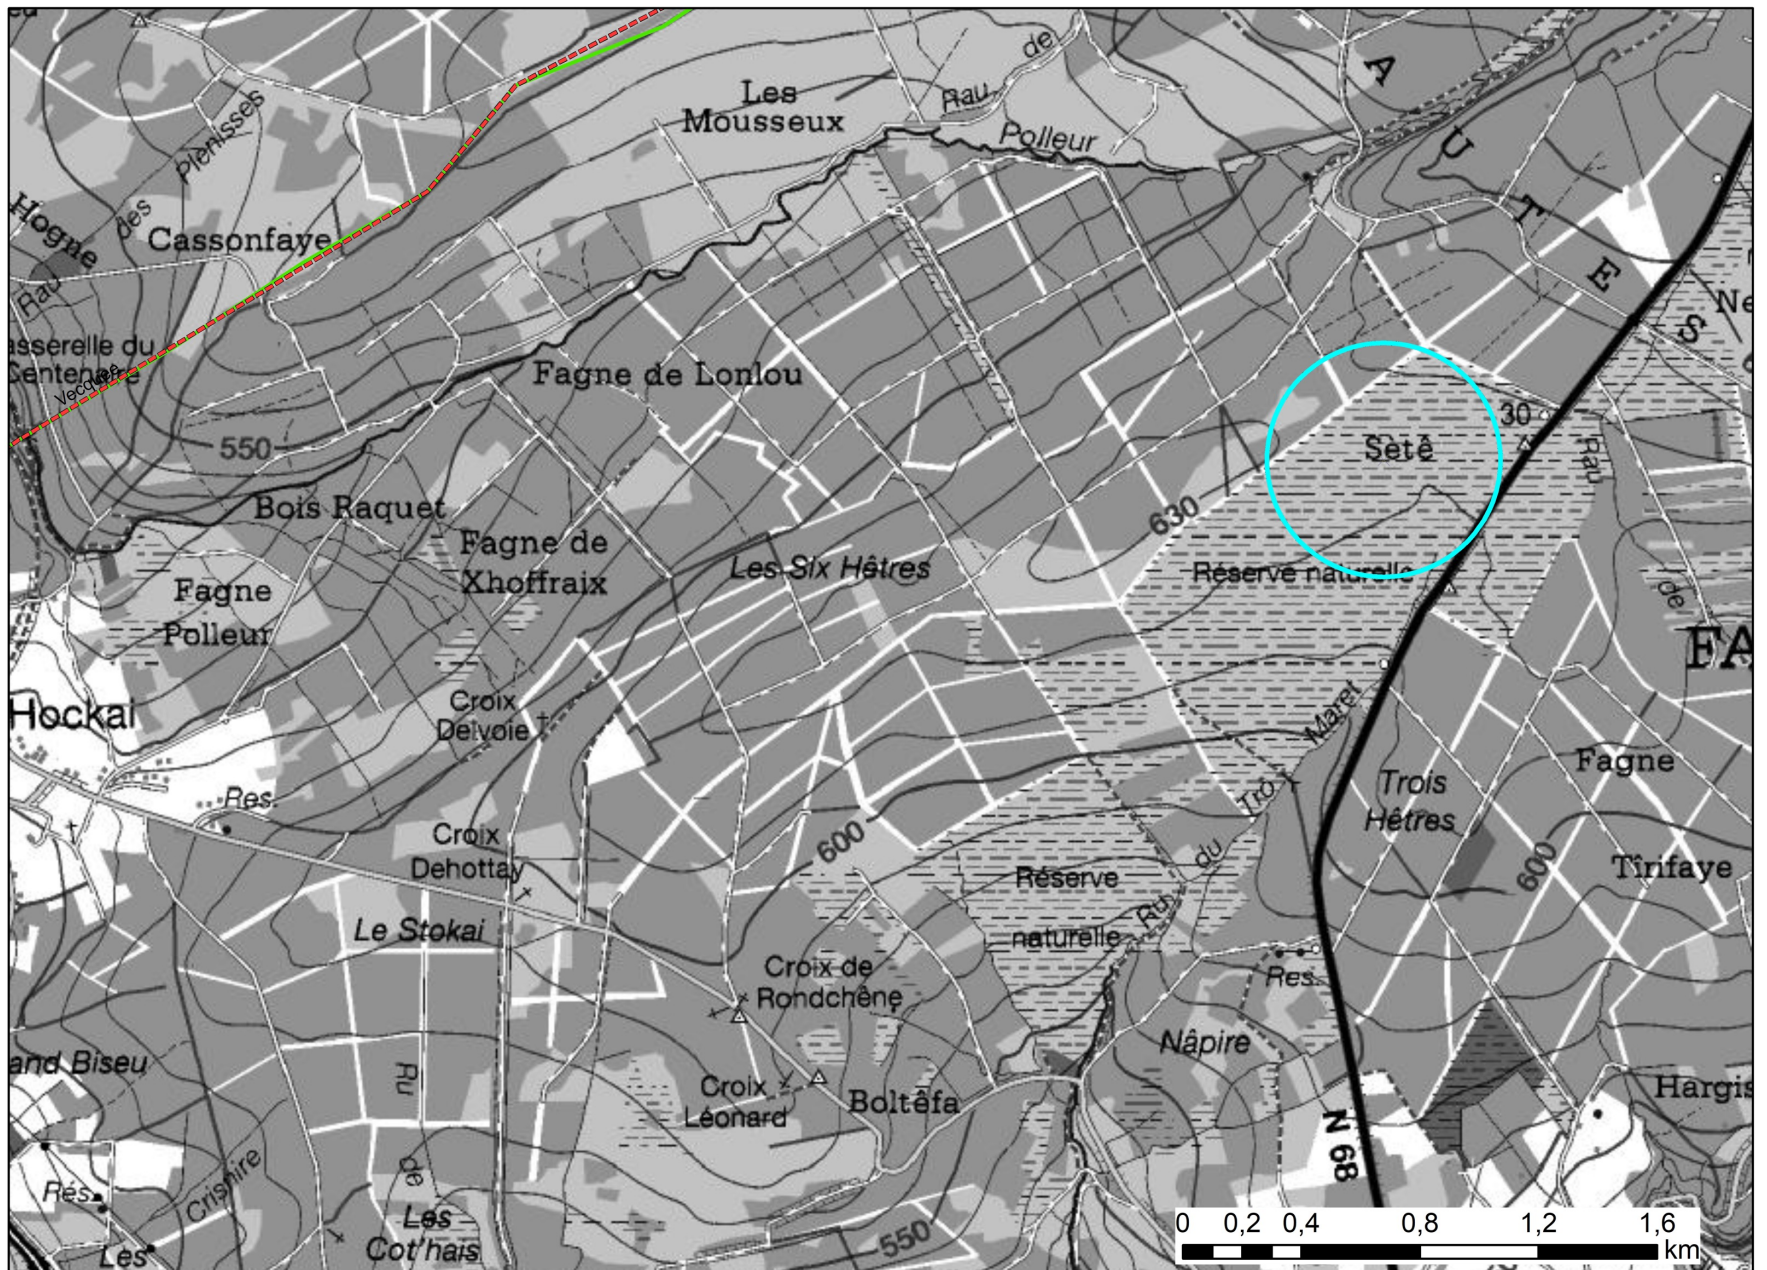 A
U
T
E
S
Les
Mousseux
Rau
de
Polleur
Hogne
Rau
des
Plénisses
Cassonfaye
asserelle du
Centenaire
Vecquée
Fagne de Lonlou
550
Sètê
30
Rau
de
Ne
630
Bois Raquet
Fagne de
Xhoffraix
Les Six Hêtres
Réserve naturelle
Fagne
Polleur
FA
Hockai
Croix
Delvoie
Maret
Trô
du
Ru
Fagne
Trois
Hêtres
Res.
Croix
Dehottay
600
600
Tîrifaye
Réserve
naturelle
Le Stokai
Croix de
Rondchêne
Res.
Nâpire
and Biseu
Ru
de
Croix
Léonard
Boltêfa
Hargis
N 68
Rés.
Crisnire
Les
Cot'hais
Les
550
0 0,2 0,4 0,8 1,2 1,6
km